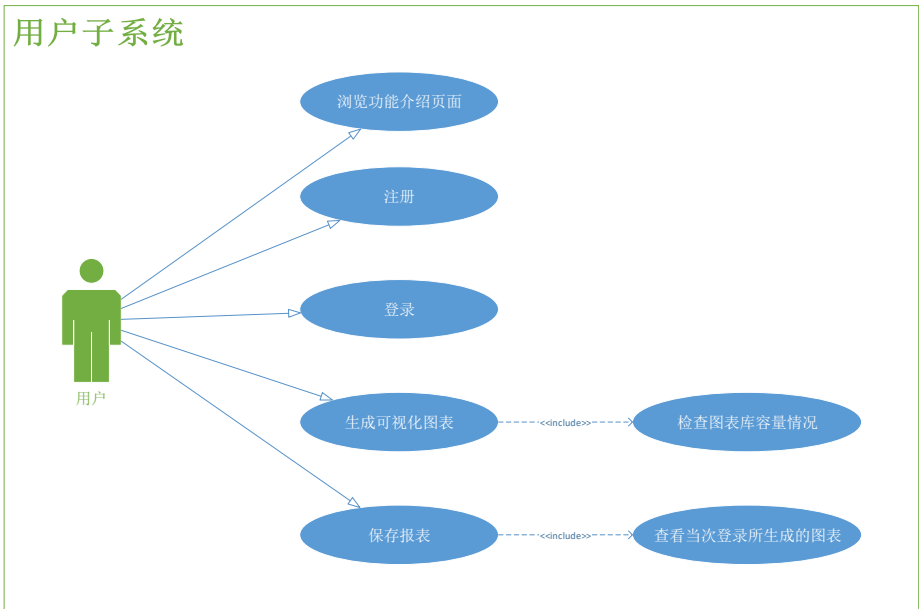 用户子系统
浏览功能介绍页面
注册
登录
用户
生成可视化图表
<<include>>
检查图表库容量情况
保存报表
<<include>>
查看当次登录所生成的图表